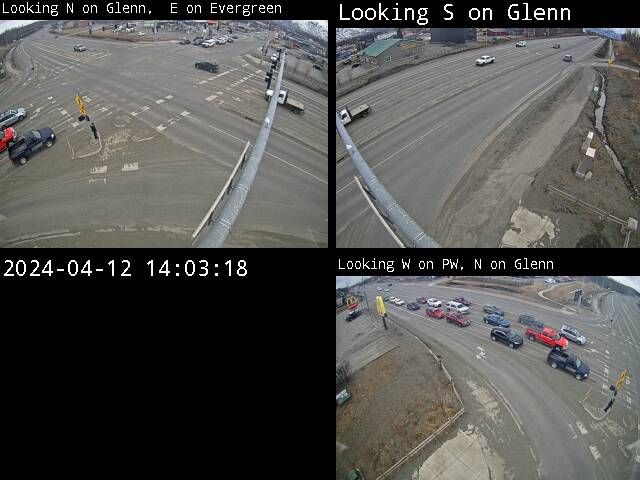 Looking N on Glenn, E on Evergreen
Looking S on Glenn
2024-04-12 14:03:18
Looking W on PW, N on Glenn